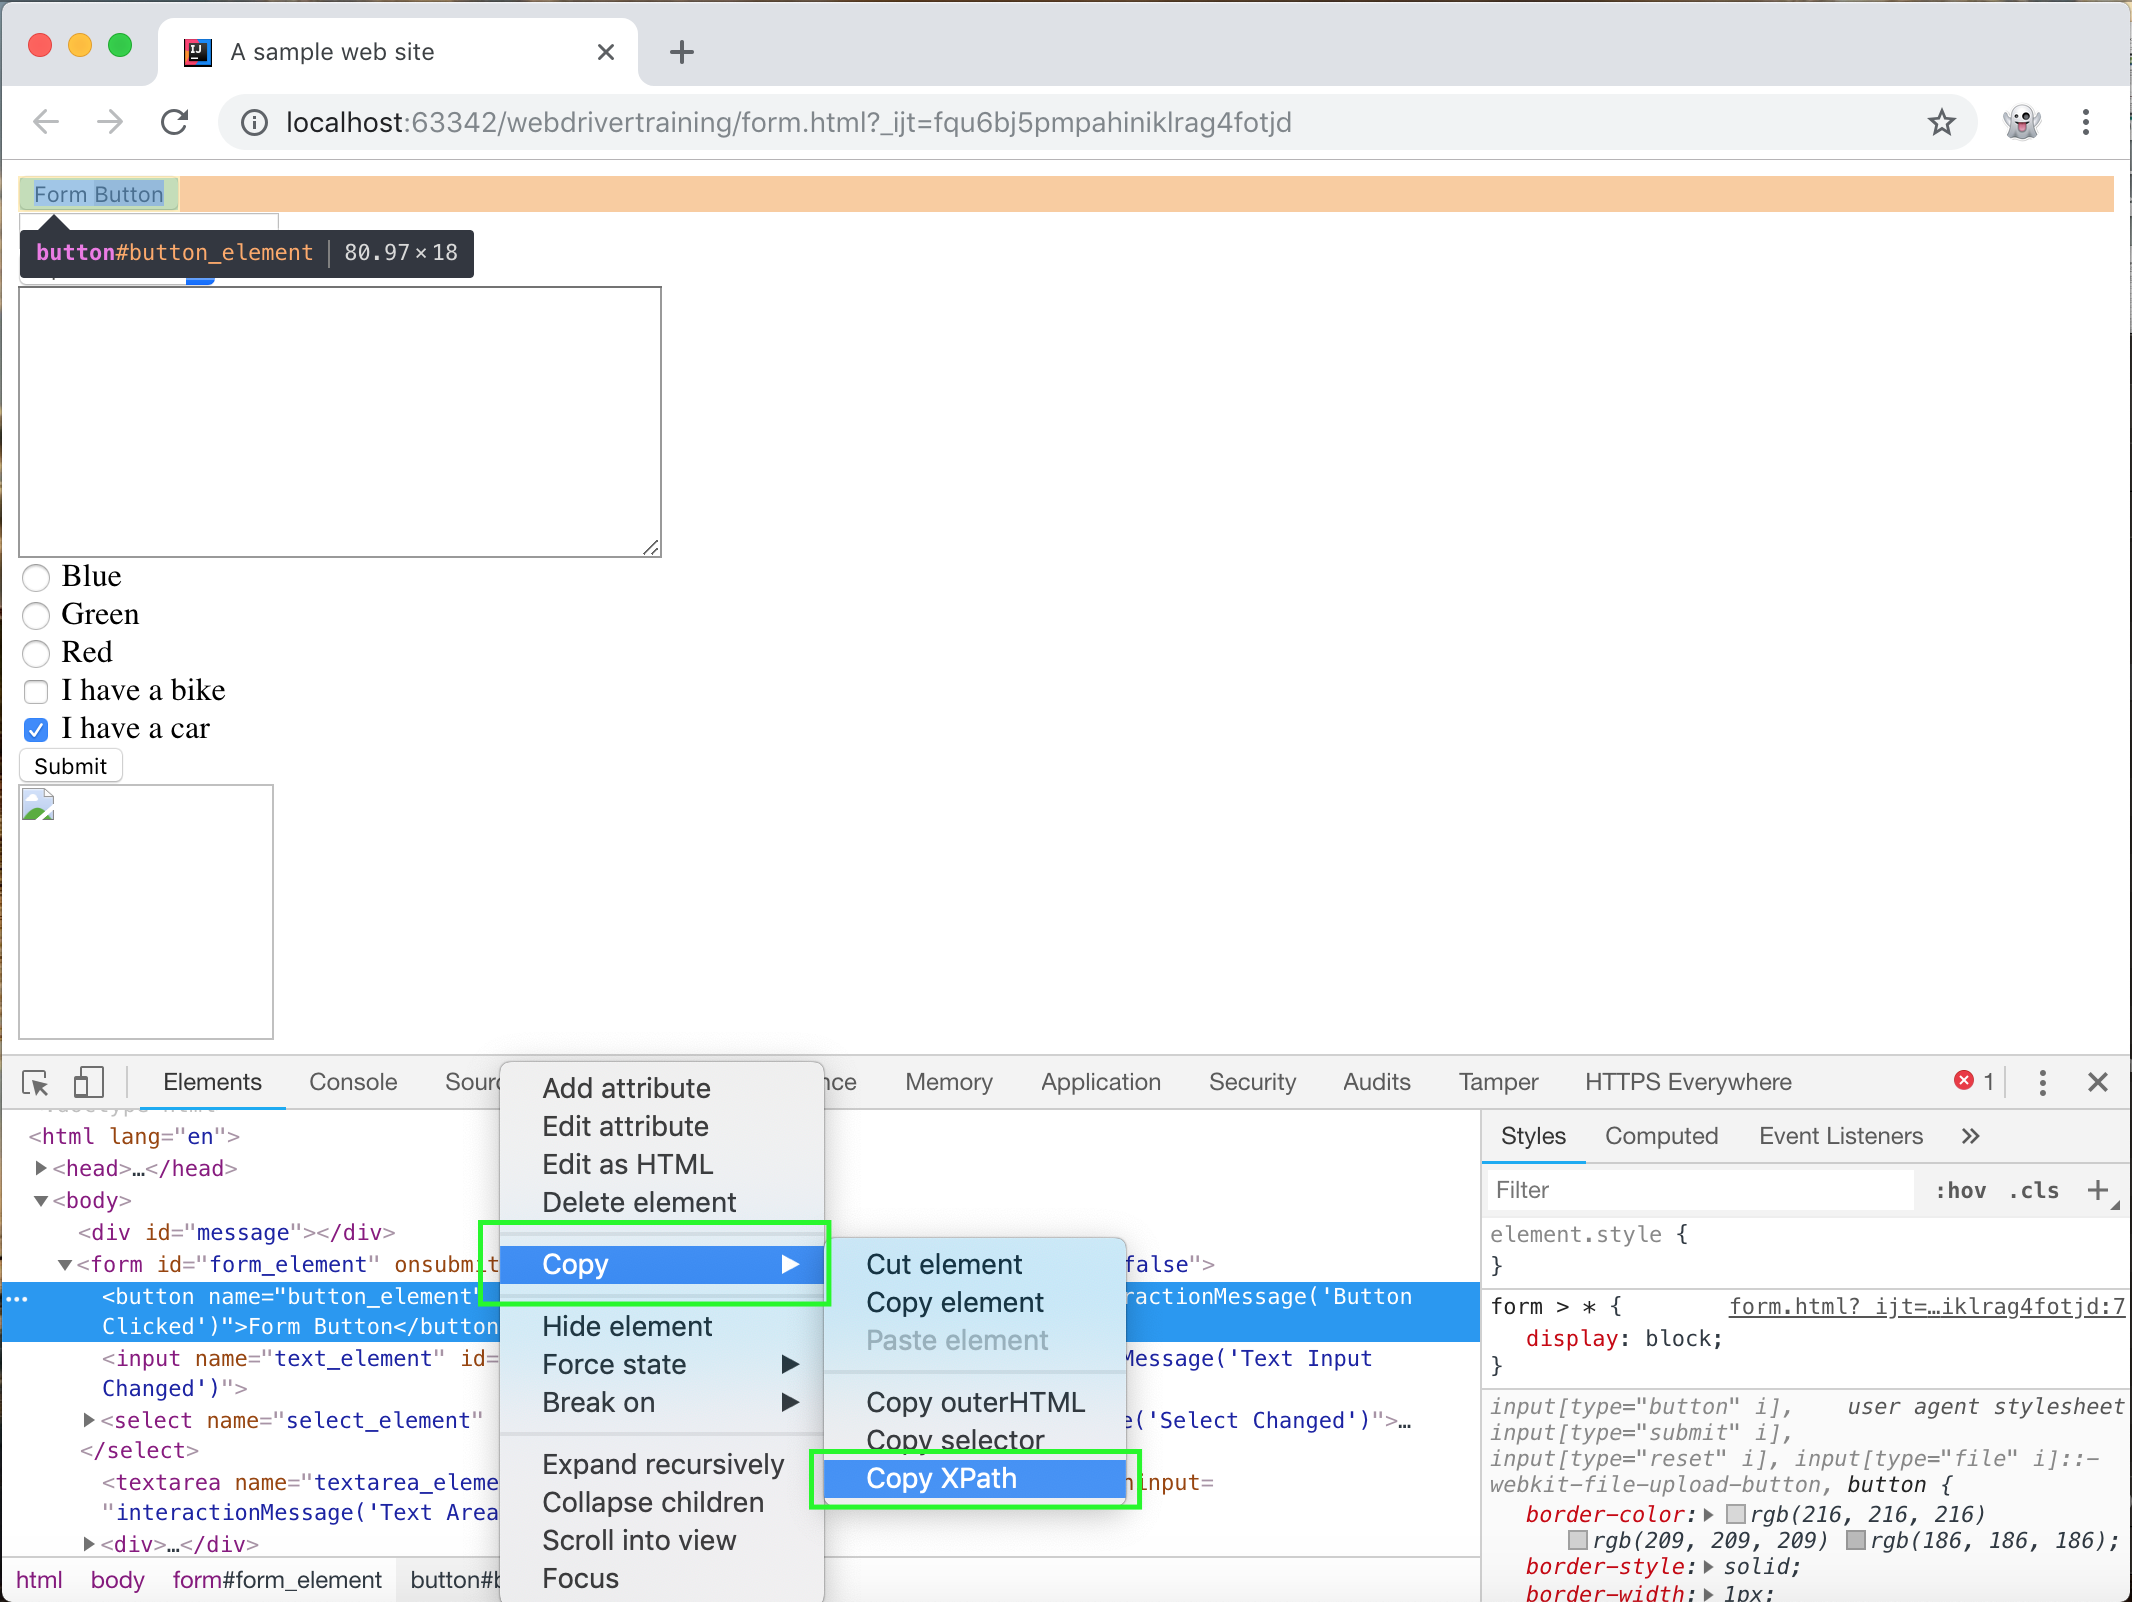 A sample web site
localhost:63342/webdrivertraining/form.html?_ijt=fqu6bj5pmpahiniklrag4fotjd
Form Button
button#button_element 80.97×18
Blue
Green
Red
I have a bike
I have a car
Submit
Elements Console Memory Application Security Audits Tamper HTTPS Everywhere 1
<html lang="en">
<head>…</head>
<body>
<div id="message"></div>
<form id="form_element" onsubmit false">
<button name="button_element" ractionMessage('Button
Clicked')">Form Button</button
<input name="text_element" id= Message('Text Input
Changed')">
<select name="select_element" e('Select Changed')">…
</select>
<textarea name="textarea_eleme ninput=
"interactionMessage('Text Area
<div>…</div>
html body form#form_element button#b
Add attribute
Edit attribute
Edit as HTML
Delete element
Copy
Hide element
Force state
Break on
Expand recursively
Collapse children
Scroll into view
Focus
Cut element
Copy element
Paste element
Copy outerHTML
Copy selector
Copy XPath
Styles Computed Event Listeners
Filter :hov .cls
element.style {
}
form > * { form.html?_ijt=…iklrag4fotjd:7
display: block;
}
input[type="button" i], user agent stylesheet
input[type="submit" i],
input[type="reset" i], input[type="file" i]::-
webkit-file-upload-button, button {
border-color: rgb(216, 216, 216)
rgb(209, 209, 209) rgb(186, 186, 186);
border-style: solid;
border-width: 1px;